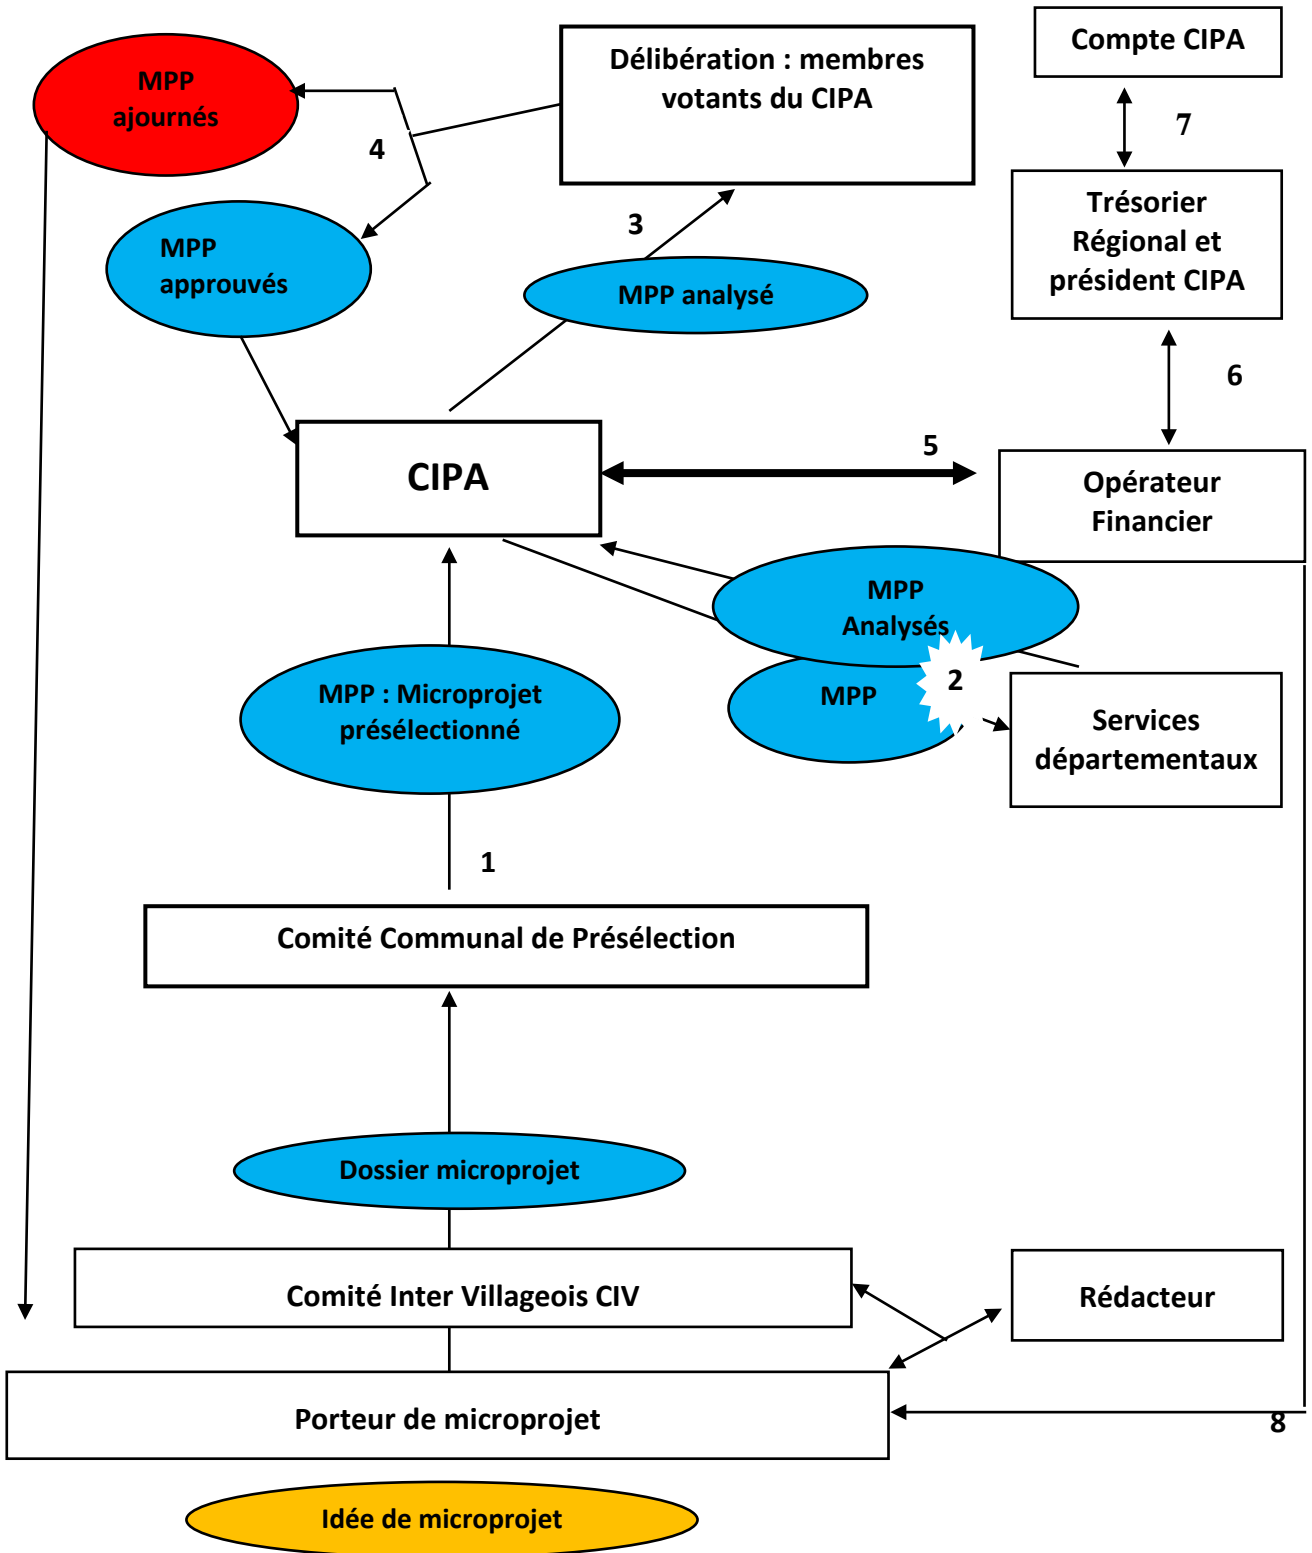 Compte CIPA
MPP
ajournés
Délibération : membres
votants du CIPA
7
4
Trésorier
Régional et
président CIPA
3
MPP
approuvés
MPP analysé
6
5
CIPA
Opérateur
Financier
MPP
Analysés
2
MPP
MPP : Microprojet
présélectionné
Services
départementaux
1
Comité Communal de Présélection
Dossier microprojet
Comité Inter Villageois CIV
Rédacteur
Porteur de microprojet
8
Idée de microprojet